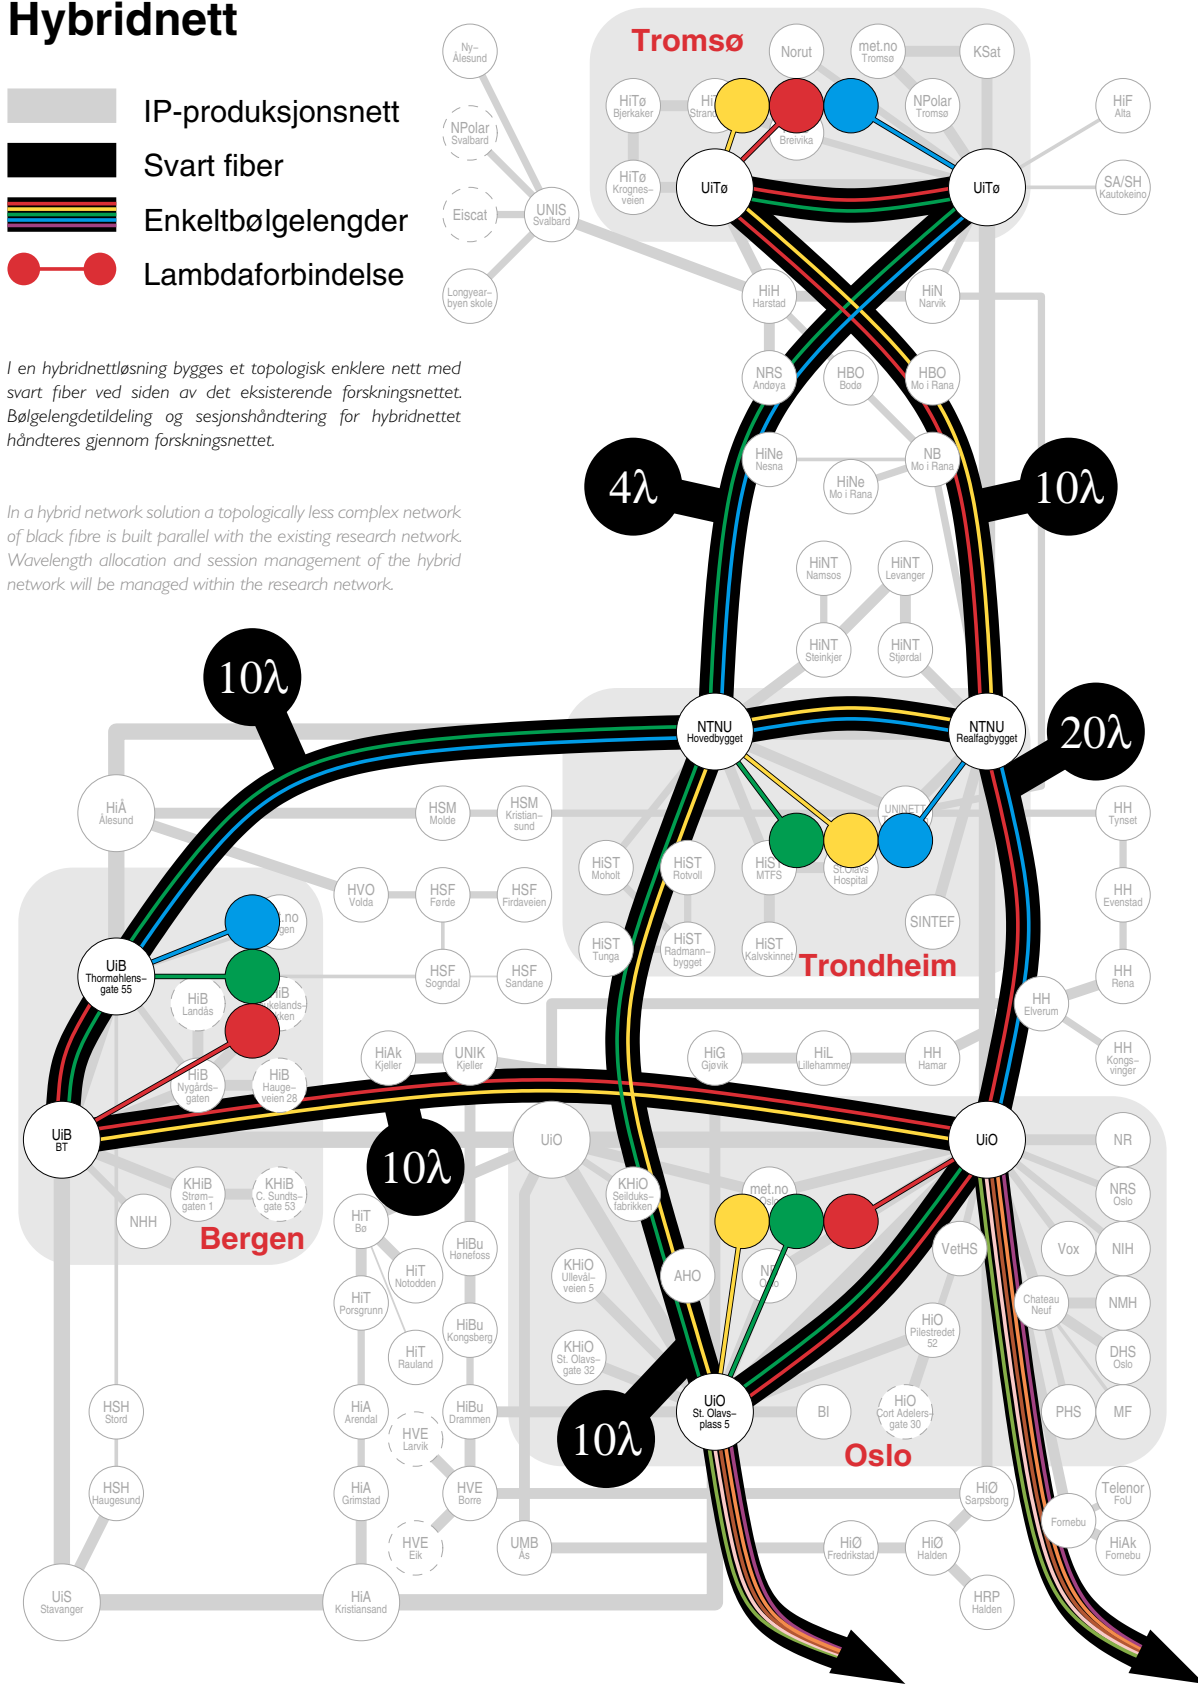 Hybridnett
IP-produksjonsnett
Svart fiber
Enkeltbølgelengder
Lambdaforbindelse
I en hybridnettløsning bygges et topologisk enklere nett med
svart fiber ved siden av det eksisterende forskningsnettet.
Bølgelengdetildeling og sesjonshåndtering for hybridnettet
håndteres gjennom forskningsnettet.
In a hybrid network solution a topologically less complex network
of black fibre is built parallel with the existing research network.
Wavelength allocation and session management of the hybrid
network will be managed within the research network.
Tromsø
Ny-
Ålesund
Norut
met.no
Tromsø
KSat
HiTø
Bjerkaker
NPolar
Tromsø
HiF
Alta
NPolar
Svalbard
Breivika
HiTø
Krognes-
veien
UiTø
UiTø
SA/SH
Kautokeino
Eiscat
UNIS
Svalbard
Longyear-
byen skole
HiH
Harstad
HiN
Narvik
NRS
Andøya
HBO
Bodø
HBO
Mo i Rana
HiNe
Nesna
NB
Mo i Rana
HiNe
Mo i Rana
4λ
10λ
HiNT
Namsos
HiNT
Levanger
HiNT
Steinkjer
HiNT
Stjørdal
10λ
NTNU
Hovedbygget
NTNU
Realfagbygget
20λ
HiÅ
Ålesund
HSM
Molde
HSM
Kristian-
sund
UNINETT
HH
Tynset
HiST
Moholt
HiST
Rotvoll
HiST
MTFS
St.Olavs
Hospital
HVO
Volda
HSF
Førde
HSF
Firdaveien
HH
Evenstad
SINTEF
HiST
Tunga
HiST
Radmann-
bygget
HiST
Kalvskinnet
Trondheim
UiB
Thormøhlens-
gate 55
HSF
Sogndal
HSF
Sandane
HH
Rena
HiB
Landås
HiB
HH
Elverum
HiAk
Kjeller
UNIK
Kjeller
HiG
Gjøvik
HiL
Lillehammer
HH
Hamar
HH
Kongs-
vinger
HiB
Nygårds-
gaten
HiB
Hauge-
veien 28
UiB
BT
10λ
UiO
UiO
NR
KHiB
Strøm-
gaten 1
KHiB
C. Sundts-
gate 53
KHiO
Seilduks-
fabrikken
met.no
Oslo
NRS
Oslo
NHH
Bergen
HiT
Bø
HiBu
Hønefoss
VetHS
Vox
NIH
HiT
Notodden
KHiO
Ullevål-
veien 5
AHO
HiT
Porsgrunn
Chateau
Neuf
NMH
HiBu
Kongsberg
HiO
Pilestredet
52
HiT
Rauland
KHiO
St. Olavs-
gate 32
DHS
Oslo
HSH
Stord
HiA
Arendal
HiBu
Drammen
UiO
St. Olavs-
plass 5
BI
HiO
Cort Adelers-
gate 30
PHS
MF
HVE
Larvik
10λ
Oslo
HSH
Haugesund
HiA
Grimstad
HVE
Borre
HiØ
Sarpsborg
Telenor
FoU
Fornebu
HVE
Eik
UMB
Ås
HiØ
Fredrikstad
HiØ
Halden
HiAk
Fornebu
UiS
Stavanger
HiA
Kristiansand
HRP
Halden